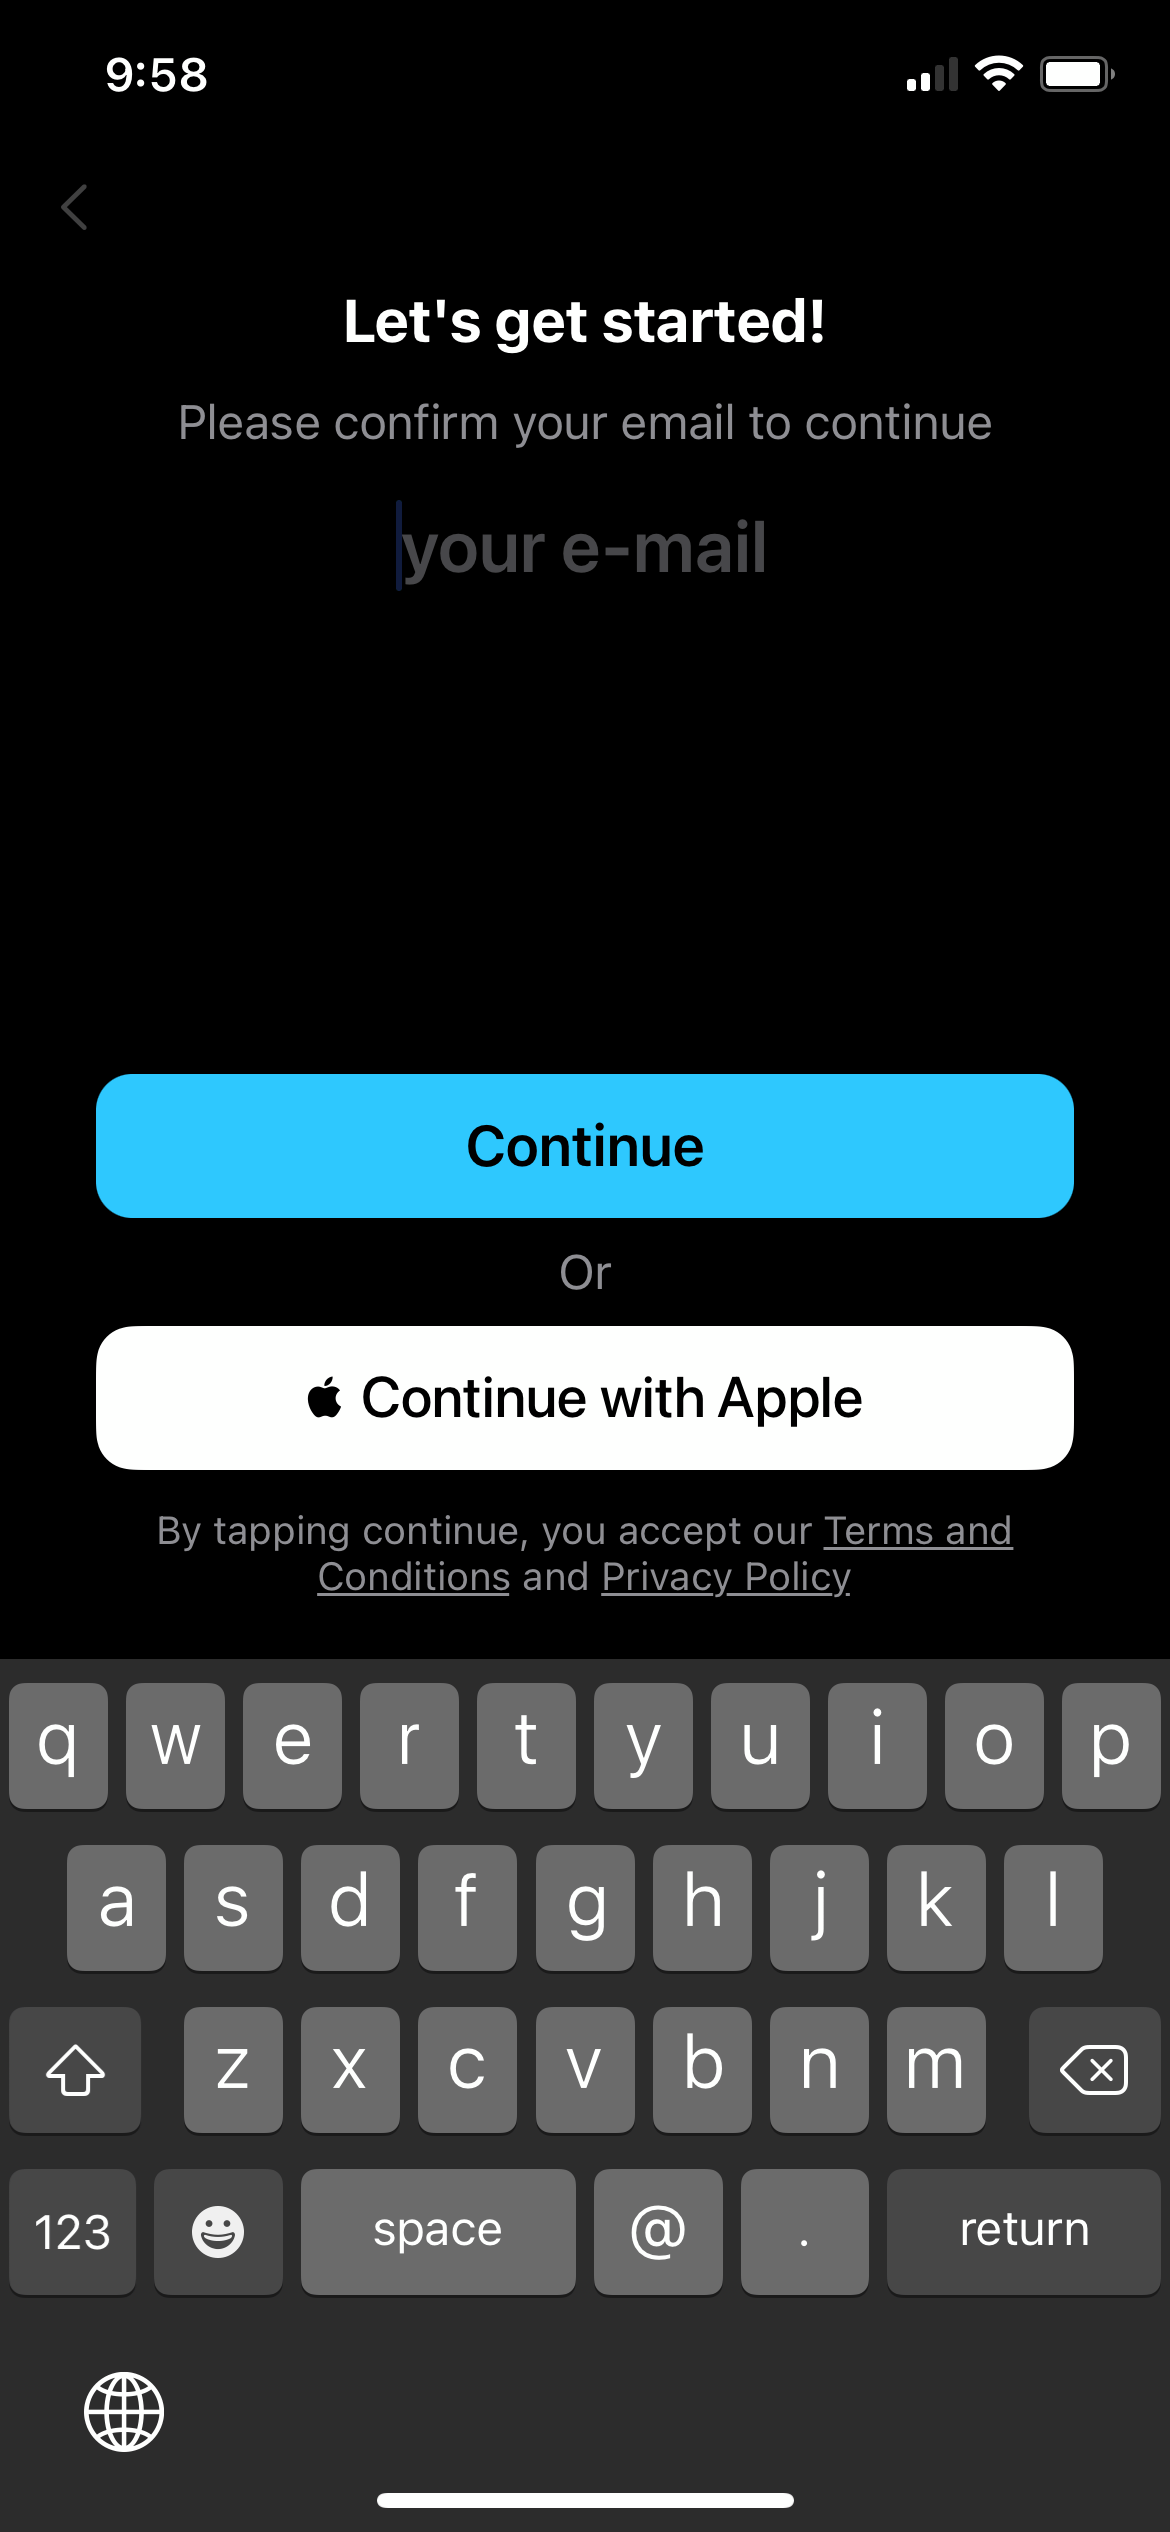 9:58
Let's get started!
Please confirm your email to continue
your e-mail
Continue
Or
Continue with Apple
By tapping continue, you accept our Terms and
Conditions and Privacy Policy
q w e r t y u i o p
a s d f g h j k l
z x c v b n m
123 space @ . return